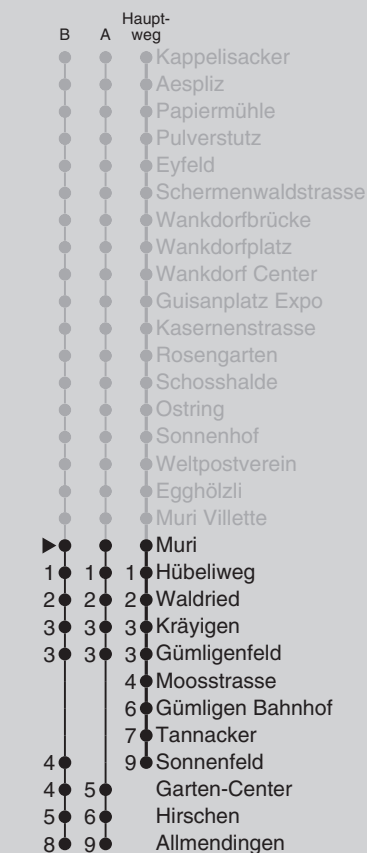 B A Haupt-
weg
Kappelisacker
Aespliz
Papiermühle
Pulverstutz
Eyfeld
Schermenwaldstrasse
Wankdorfbrücke
Wankdorfplatz
Wankdorf Center
Guisanplatz Expo
Kasernenstrasse
Rosengarten
Schosshalde
Ostring
Sonnenhof
Weltpostverein
Egghölzli
Muri Villette
Muri
1 1 1 Hübeliweg
2 2 2 Waldried
3 3 3 Kräyigen
3 3 3 Gümligenfeld
4 Moosstrasse
6 Gümligen Bahnhof
7 Tannacker
4 9 Sonnenfeld
4 5 Garten-Center
5 6 Hirschen
8 9 Allmendingen